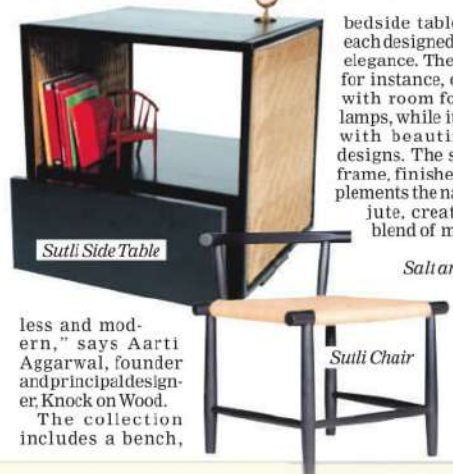 Sutli Side Table
less and mod-
ern," says Aarti
Aggarwal, founder
and principal design-
er, Knock on Wood.
The collection
includes a bench,
bedside table
each designed
elegance. The
for instance, e
with room fo
lamps, while i
with beauti
designs. The s
frame, finishe
plements the na
jute, creat
blend of m
Salt an
Sutli Chair